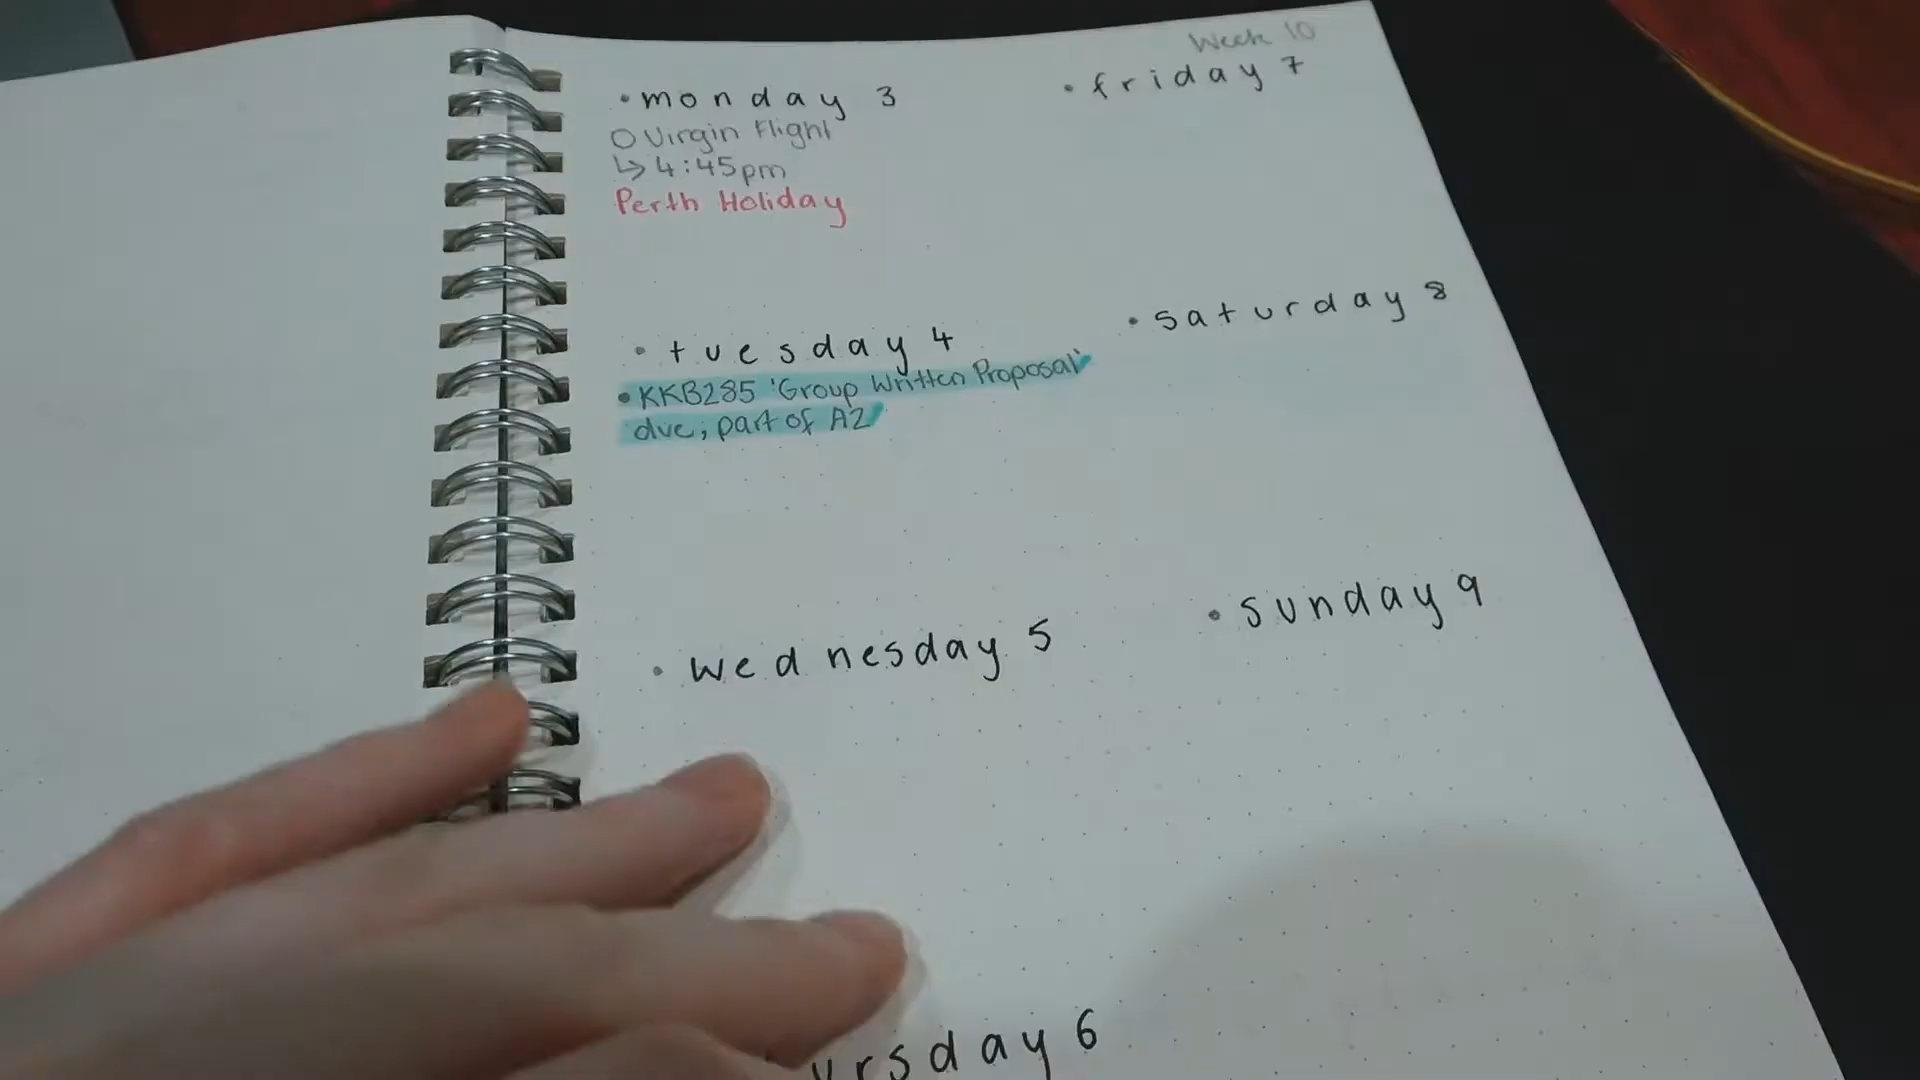 Week 10
• monday 3
O Virgin Flight
↳ 4:45pm
Perth Holiday
• tuesday 4
• KKB285 'Group Written Proposal'
due, part of A2
• wednesday 5
ursday 6
• friday 7
• saturday 8
• sunday 9